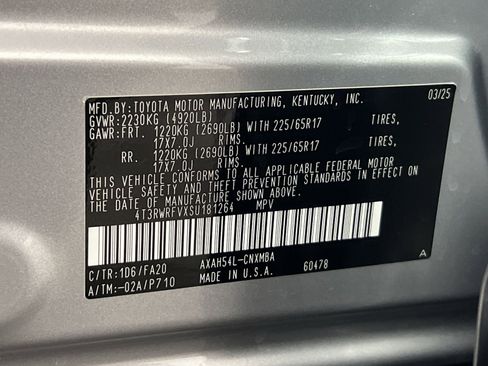 MFD.BY:TOYOTA MOTOR MANUFACTURING, KENTUCKY, INC. 03/25
GVWR:2230KG (4920LB)
GAWR:FRT. 1220KG (2690LB) WITH 225/65R17 TIRES,
17X7.0J RIMS.
RR. 1220KG (2690LB) WITH 225/65R17 TIRES,
17X7.0J RIMS.
THIS VEHICLE CONFORMS TO ALL APPLICABLE FEDERAL MOTOR
VEHICLE SAFETY AND THEFT PREVENTION STANDARDS IN EFFECT ON
THE DATE OF MANUFACTURE SHOWN ABOVE.
4T3RWRFVXSU181264 MPV
C/TR:1D6/FA20 AXAH54L-CNXMBA 60478 A
A/TM:-02A/P710 MADE IN U.S.A.